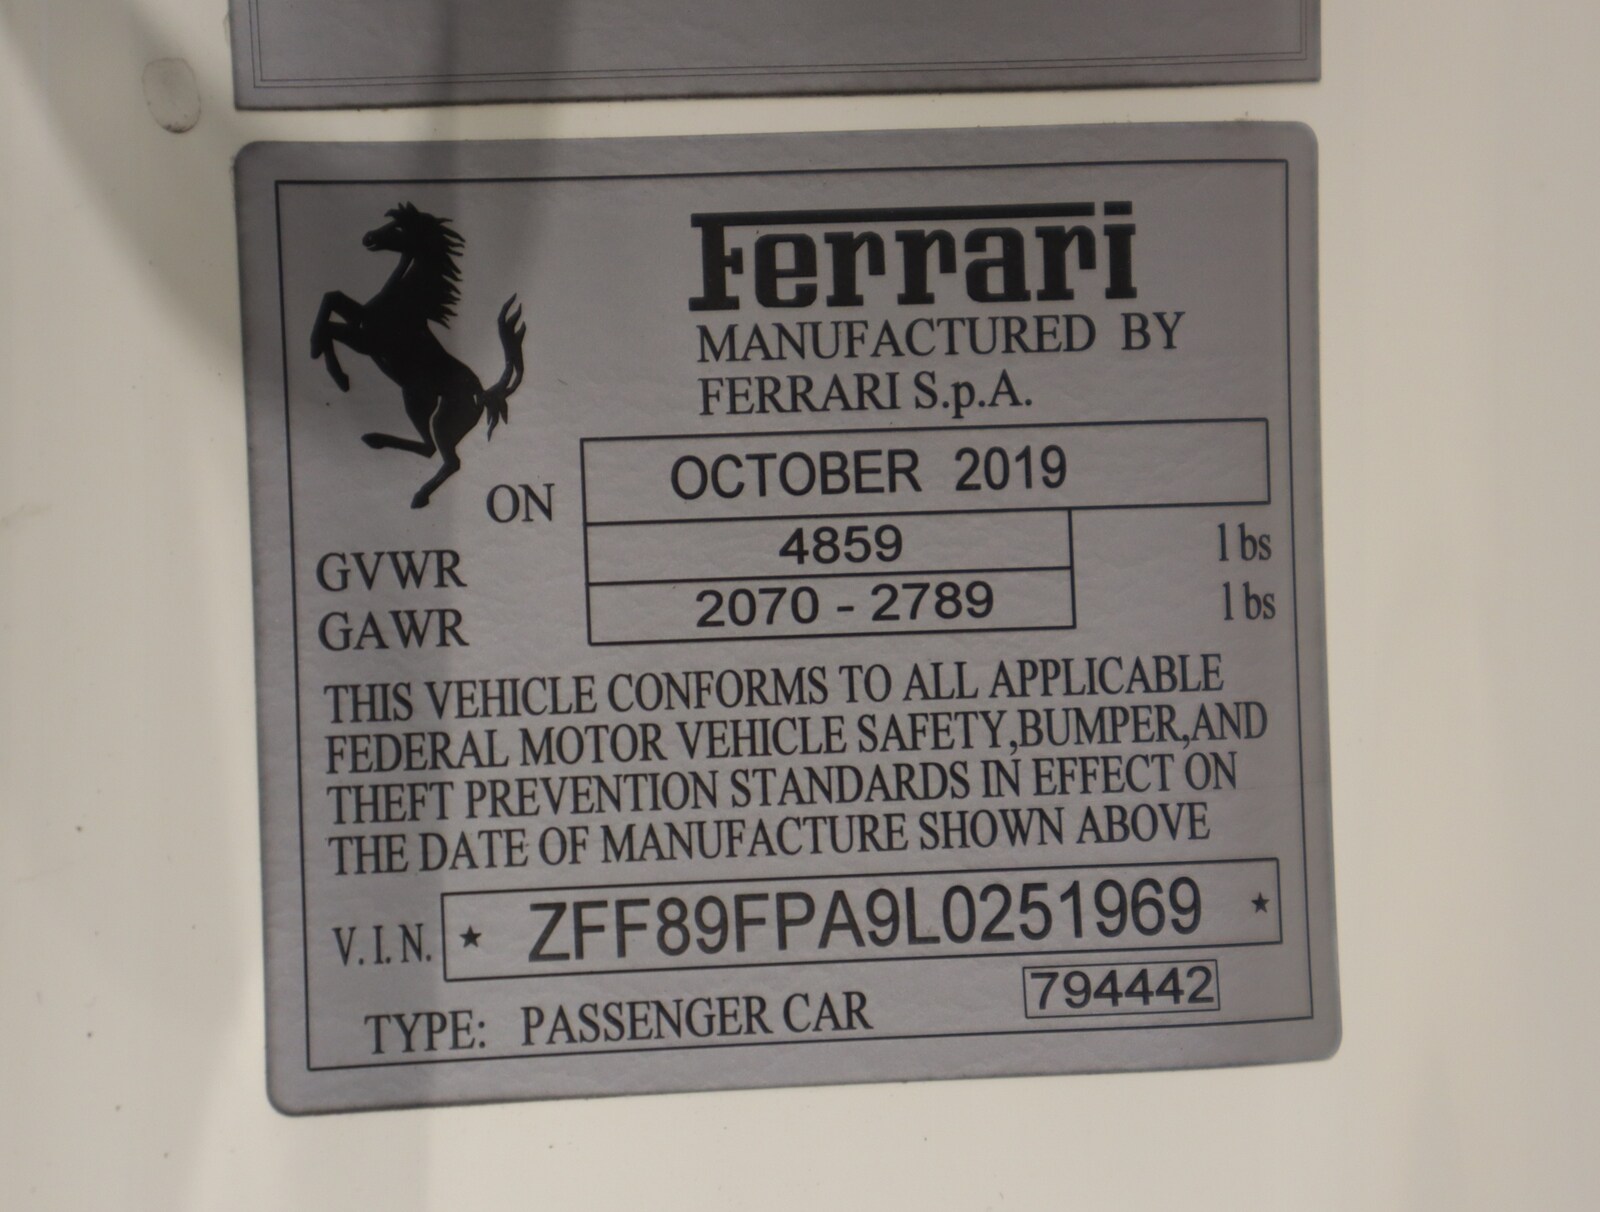 Ferrari
MANUFACTURED BY
FERRARI S.p.A.
ON OCTOBER 2019
GVWR 4859 lbs
GAWR 2070 - 2789 lbs
THIS VEHICLE CONFORMS TO ALL APPLICABLE
FEDERAL MOTOR VEHICLE SAFETY,BUMPER,AND
THEFT PREVENTION STANDARDS IN EFFECT ON
THE DATE OF MANUFACTURE SHOWN ABOVE
V.I.N. ★ ZFF89FPA9L0251969 ★
TYPE: PASSENGER CAR 794442